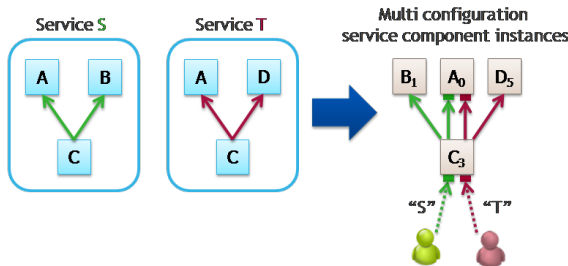 Service S
Service T
Multi configuration
service component instances
A B
A D
C
C
B1 A0 D5
C3
“S” “T”